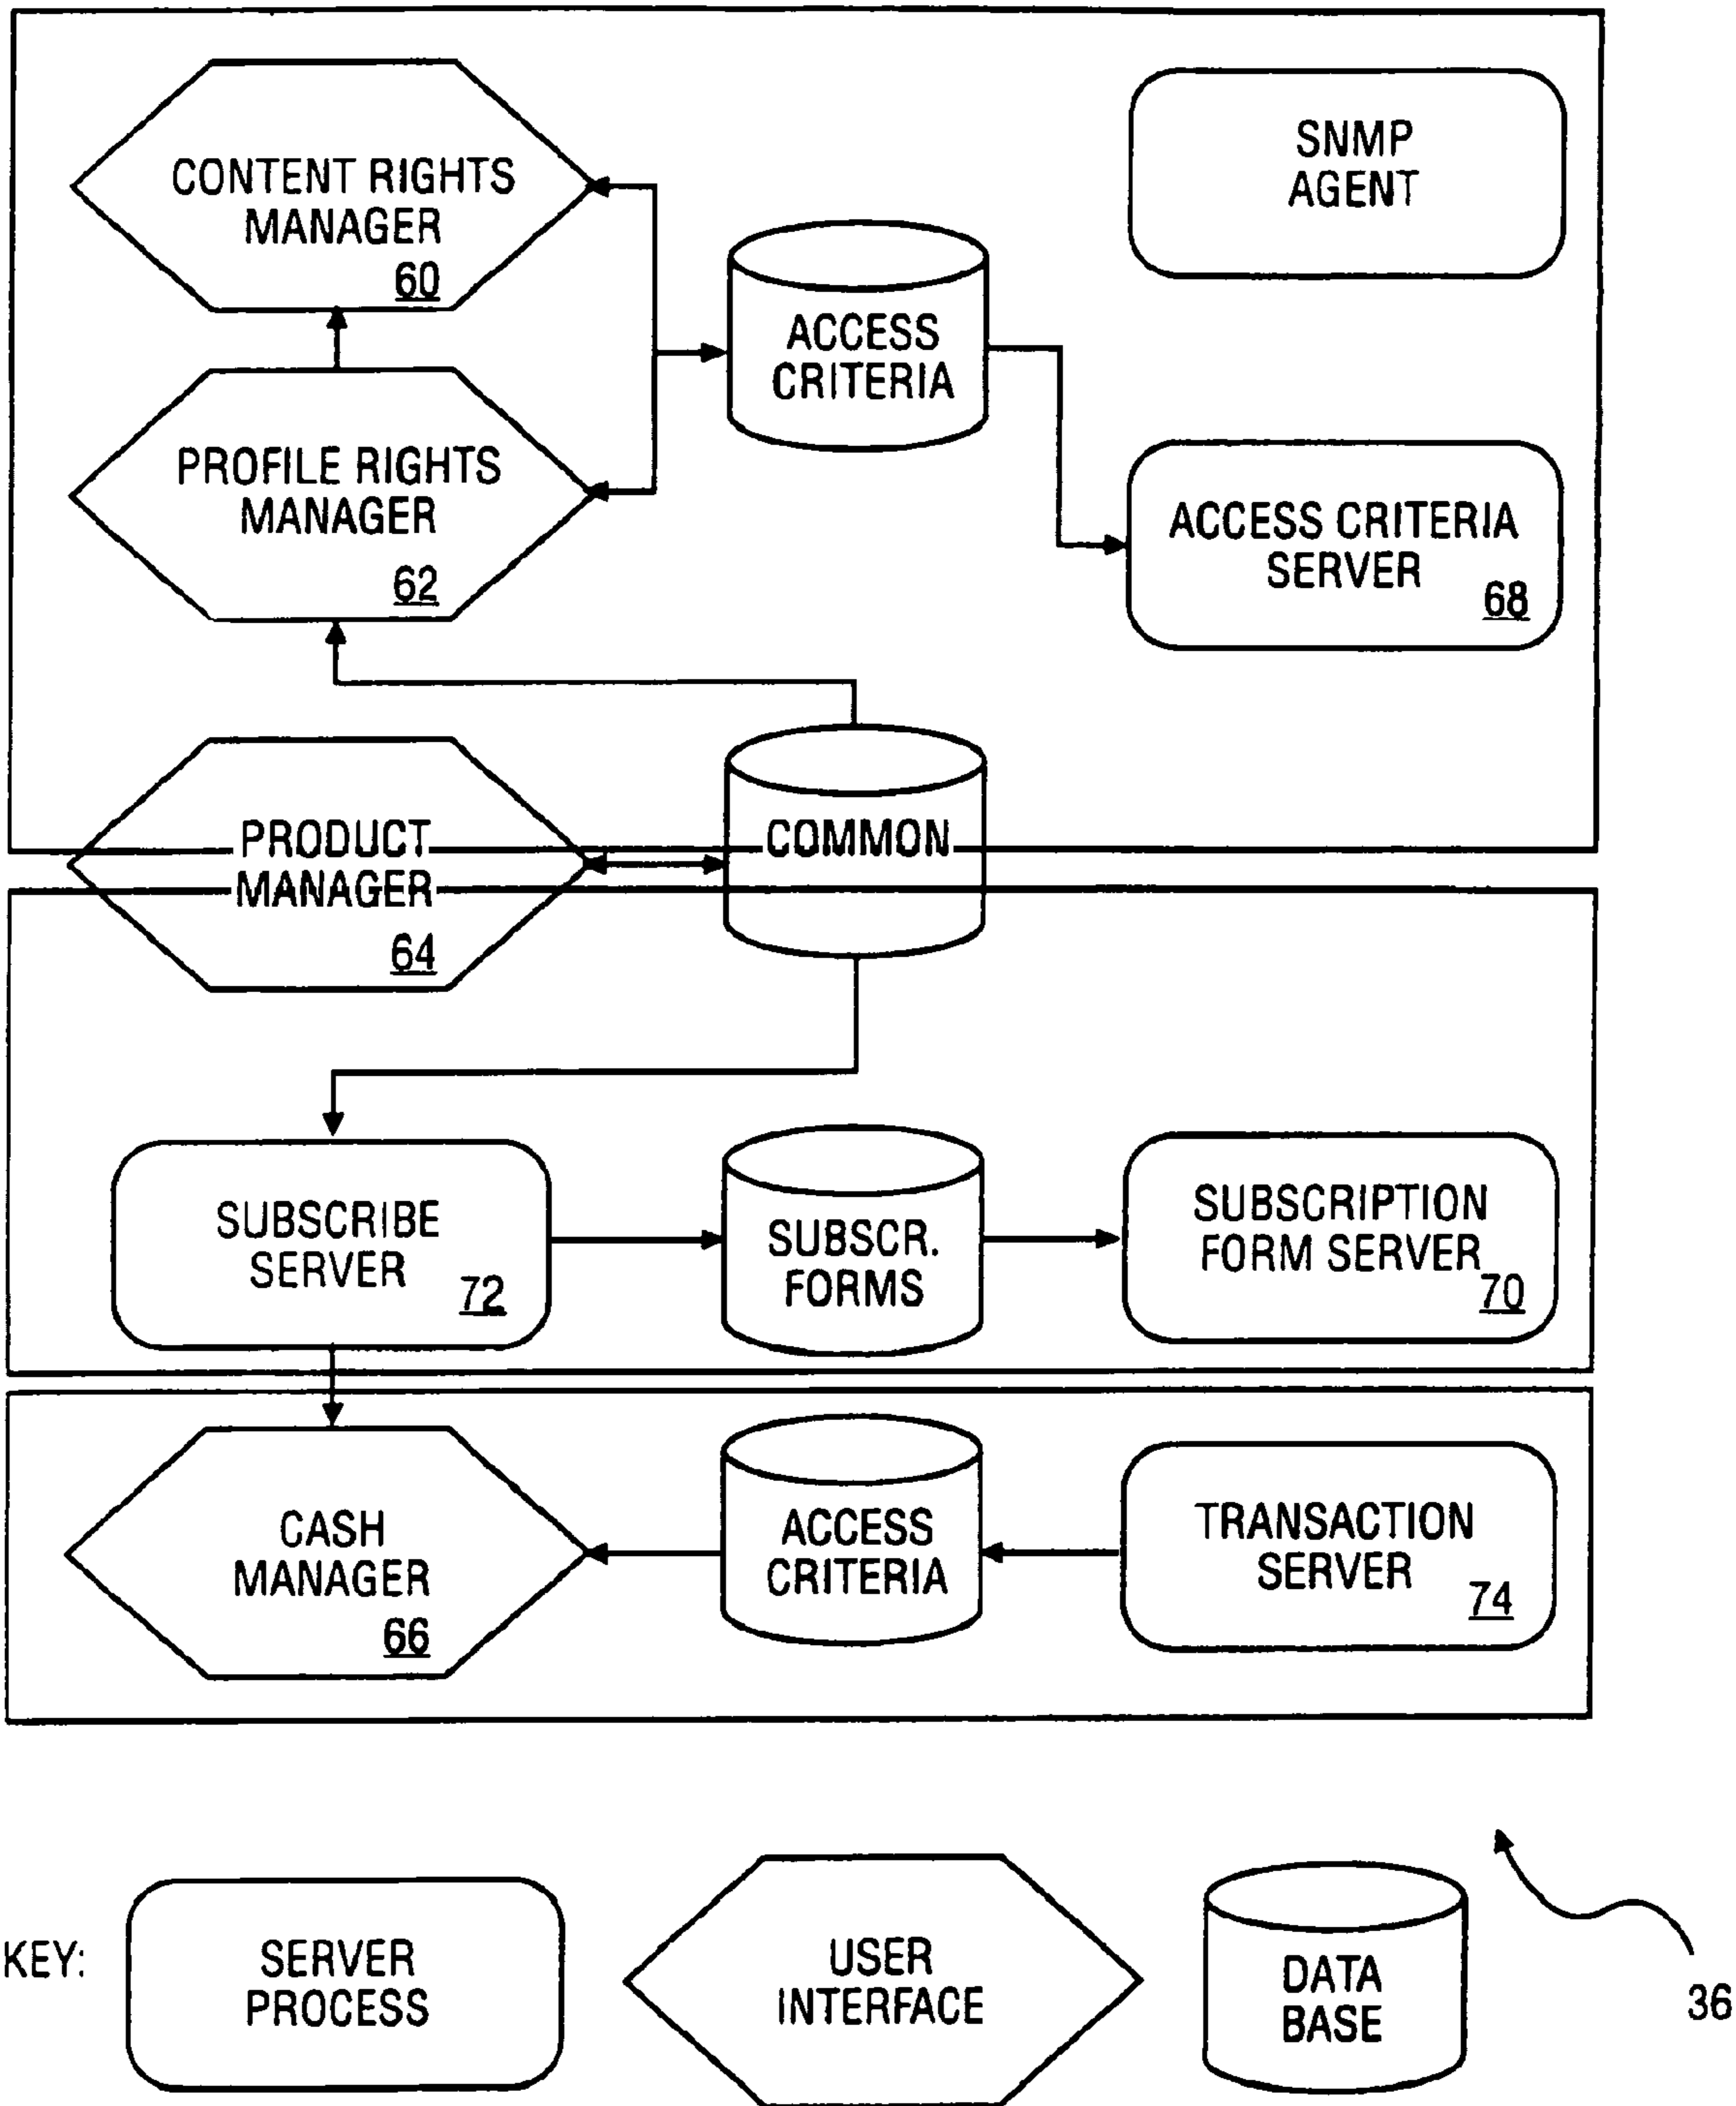 CONTENT RIGHTS
MANAGER
60
SNMP
AGENT
ACCESS
CRITERIA
PROFILE RIGHTS
MANAGER
62
ACCESS CRITERIA
SERVER
68
PRODUCT
MANAGER
64
COMMON
SUBSCRIBE
SERVER
72
SUBSCR.
FORMS
SUBSCRIPTION
FORM SERVER
70
CASH
MANAGER
66
ACCESS
CRITERIA
TRANSACTION
SERVER
74
KEY:
SERVER
PROCESS
USER
INTERFACE
DATA
BASE
36